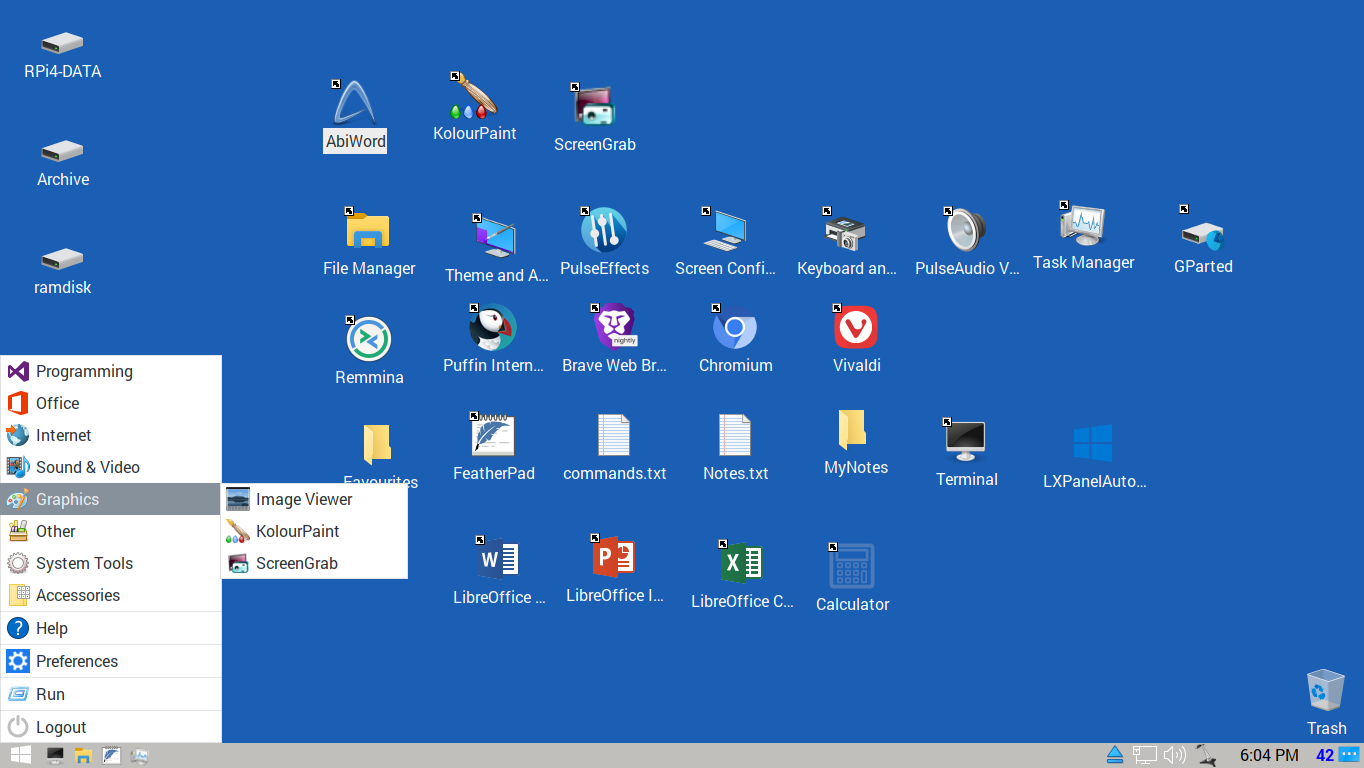 RPi4-DATA
Archive
ramdisk
AbiWord
KolourPaint
ScreenGrab
File Manager
Theme and A...
PulseEffects
Screen Confi...
Keyboard an...
PulseAudio V...
Task Manager
GParted
Remmina
Puffin Intern...
nightly
Brave Web Br...
Chromium
Vivaldi
Favourites
FeatherPad
commands.txt
Notes.txt
MyNotes
Terminal
LXPanelAuto...
W
LibreOffice ...
P
LibreOffice I...
X
LibreOffice C...
Calculator
Programming
Office
Internet
Sound & Video
Graphics
Other
System Tools
Accessories
Help
Preferences
Run
Logout
Image Viewer
KolourPaint
ScreenGrab
Trash
6:04 PM
42